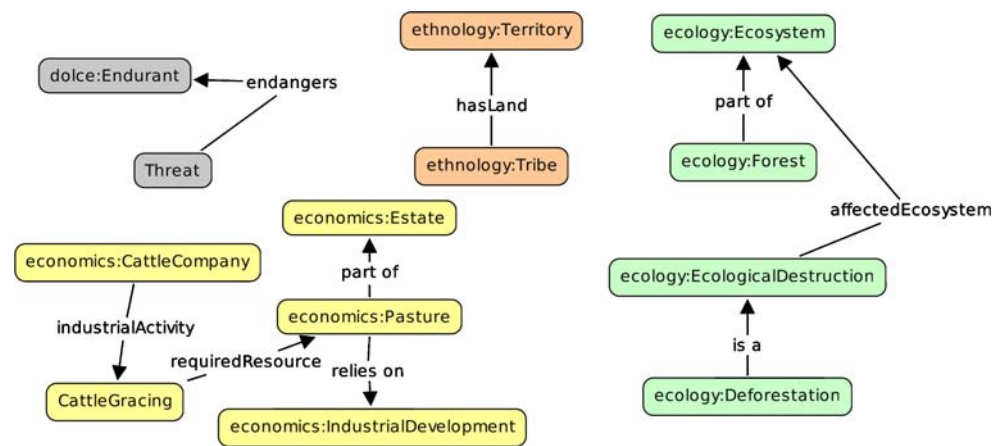 ethnology:Territory
ecology:Ecosystem
dolce:Endurant
endangers
part of
hasLand
Threat
ethnology:Tribe
ecology:Forest
affectedEcosystem
economics:Estate
economics:CattleCompany
part of
ecology:EcologicalDestruction
economics:Pasture
industrialActivity
requiredResource
relies on
is a
CattleGracing
ecology:Deforestation
economics:IndustrialDevelopment